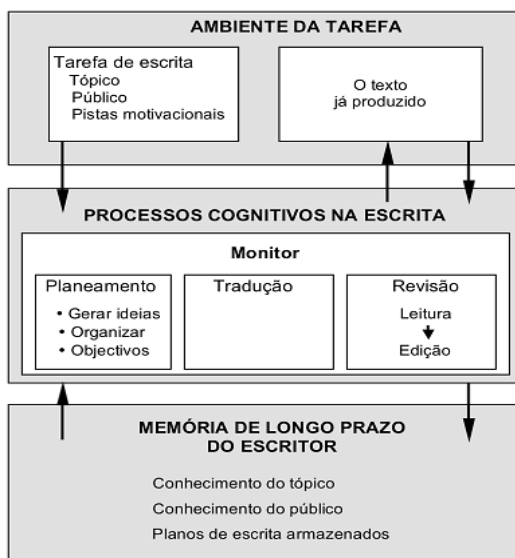 AMBIENTE DA TAREFA
Tarefa de escrita
Tópico
Público
Pistas motivacionais
O texto
já produzido
PROCESSOS COGNITIVOS NA ESCRITA
Monitor
Planeamento
• Gerar ideias
• Organizar
• Objectivos
Tradução
Revisão
Leitura
Edição
MEMÓRIA DE LONGO PRAZO
DO ESCRITOR
Conhecimento do tópico
Conhecimento do público
Planos de escrita armazenados